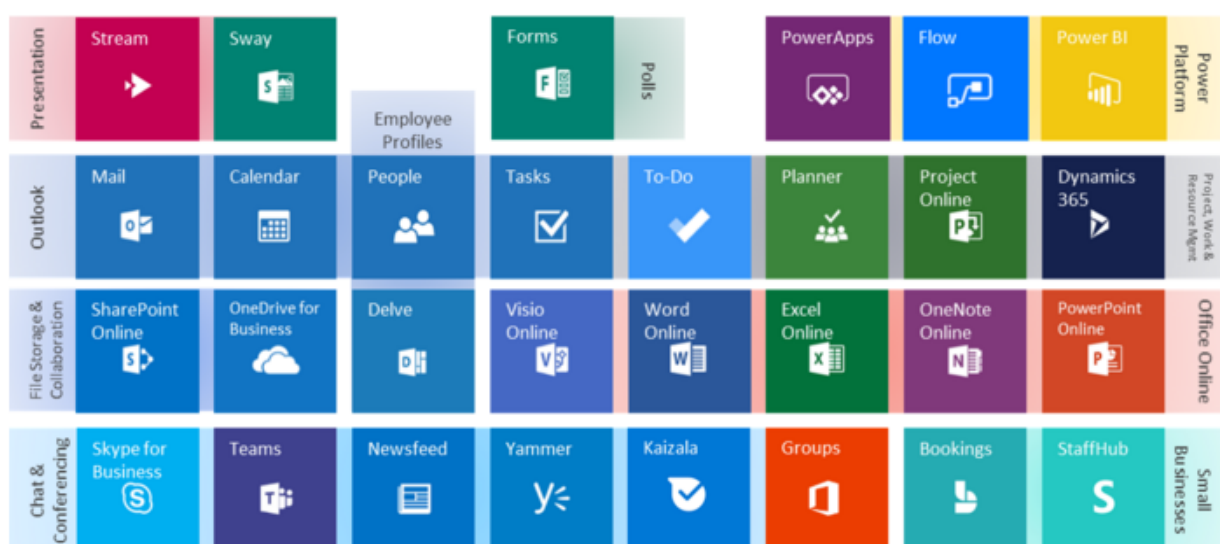 Presentation
Stream
Sway
Forms
Polls
PowerApps
Flow
Power BI
Power
Platform
Employee
Profiles
Outlook
Mail
Calendar
People
Tasks
To-Do
Planner
Project
Online
Dynamics
365
Project, Work &
Resource Mgmt
File Storage &
Collaboration
SharePoint
Online
OneDrive for
Business
Delve
Visio
Online
Word
Online
Excel
Online
OneNote
Online
PowerPoint
Online
Office Online
Chat &
Conferencing
Skype for
Business
Teams
Newsfeed
Yammer
Kaizala
Groups
Bookings
StaffHub
Small
Businesses